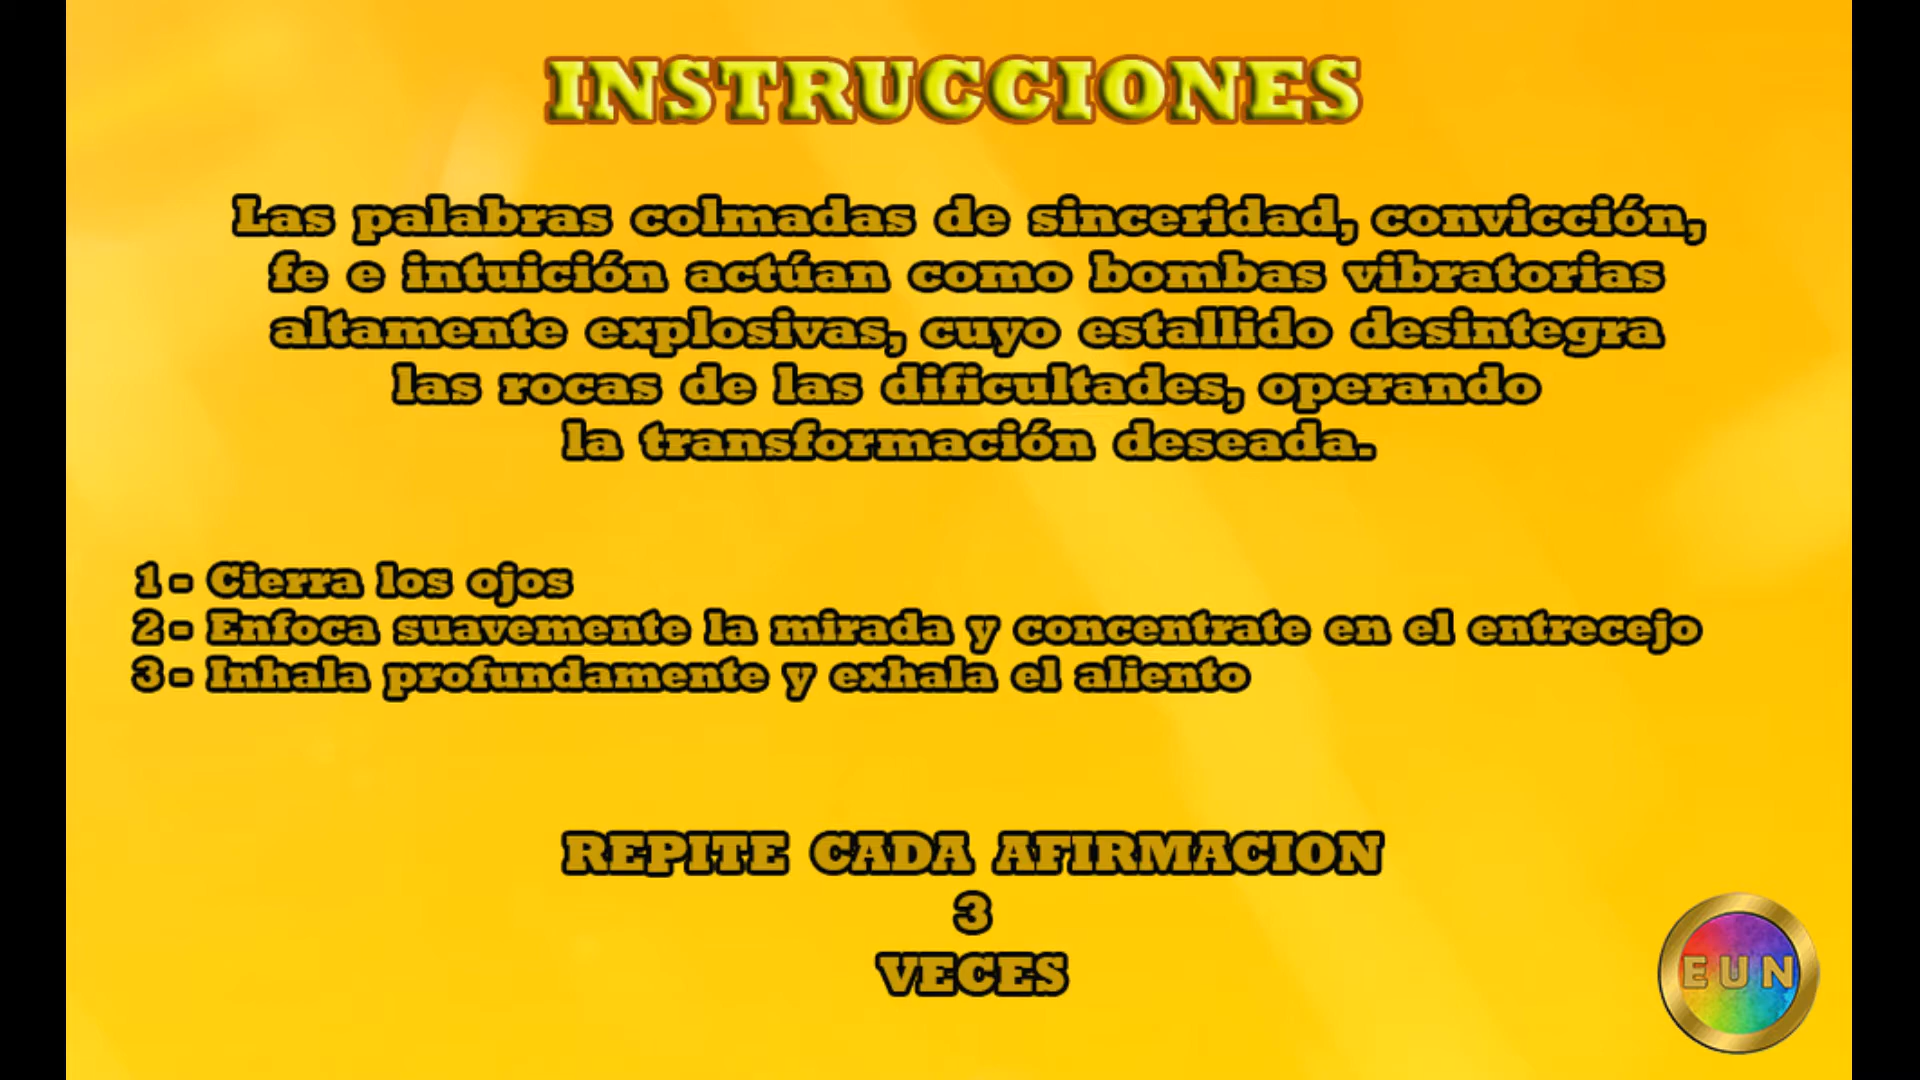 INSTRUCCIONES
Las palabras colmadas de sinceridad, convicción,
fe e intuición actúan como bombas vibratorias
altamente explosivas, cuyo estallido desintegra
las rocas de las dificultades, operando
la transformación deseada.
1 - Cierra los ojos
2 - Enfoca suavemente la mirada y concentrate en el entrecejo
3 - Inhala profundamente y exhala el aliento
REPITE CADA AFIRMACION
3
VECES
EUN